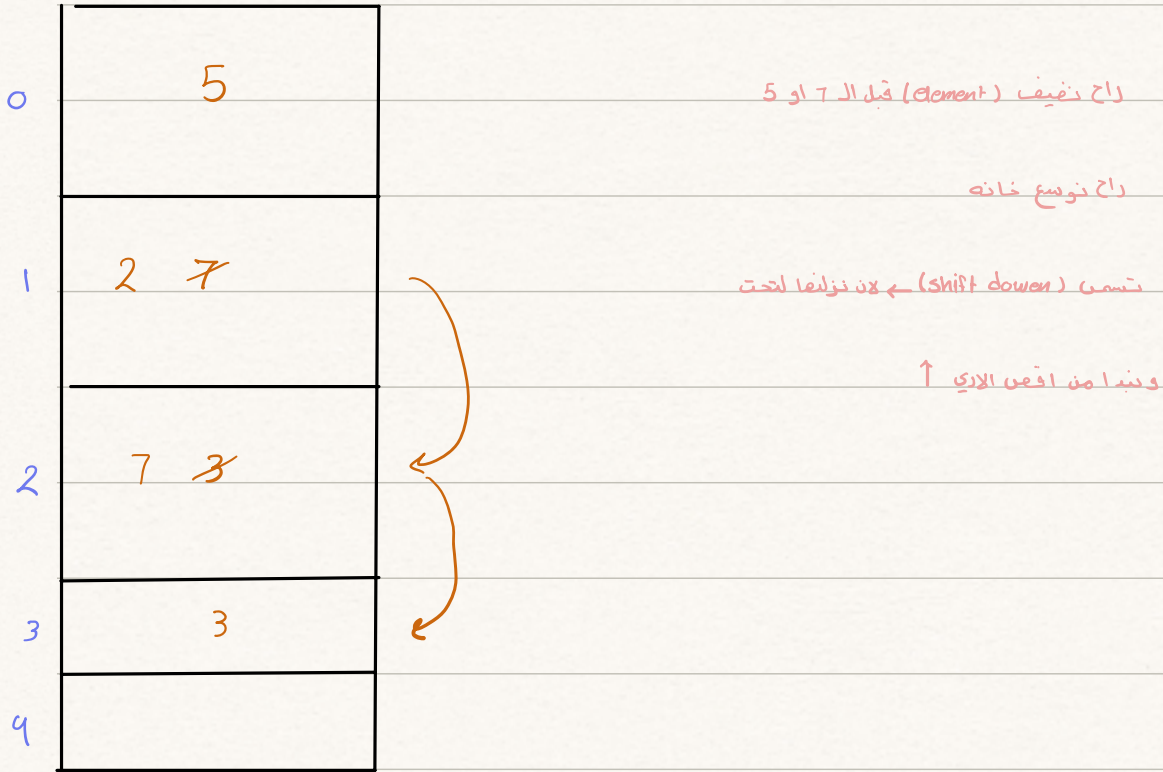 0 5
راح نضيف (element) قبل الـ 7 او 5
راح نوسع خانه
1 2 7
تسمى (shift dowen) ← لان نزلنها لتحت
ونبدا من اقصى الاري ↑
2 7 3
3 3
4